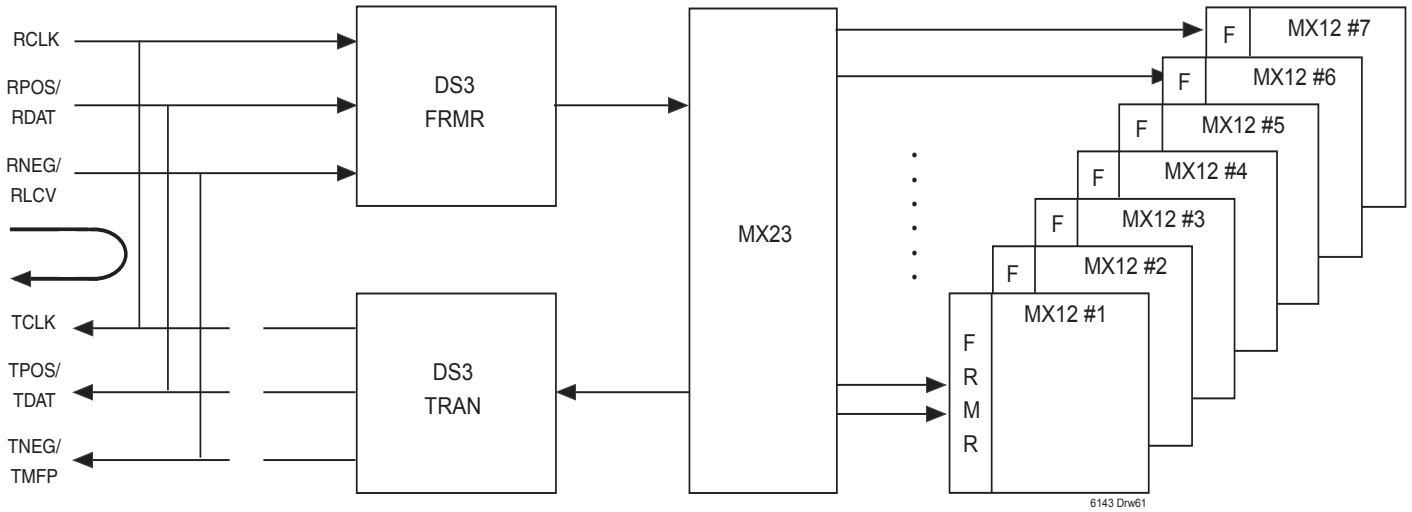 RCLK
RPOS/
RDAT
RNEG/
RLCV
TCLK
TPOS/
TDAT
TNEG/
TMFP
DS3
FRMR
DS3
TRAN
MX23
F
MX12 #7
F
MX12 #6
F
MX12 #5
F
MX12 #4
F
MX12 #3
F
MX12 #2
F
R
M
R
MX12 #1
6143 Drw61